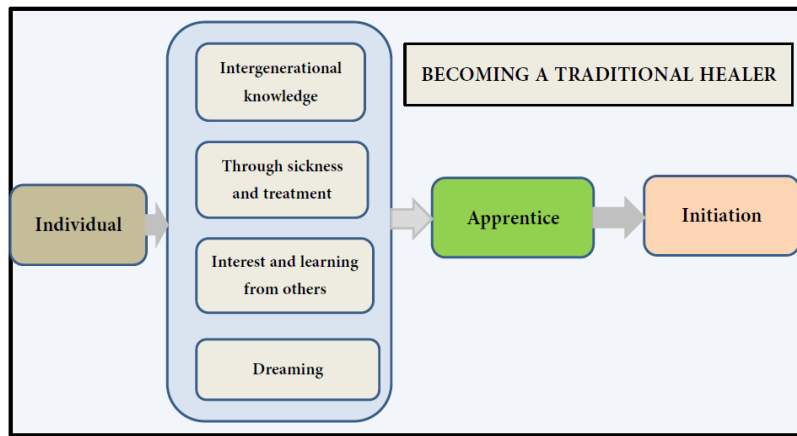 BECOMING A TRADITIONAL HEALER
Individual
Intergenerational
knowledge
Through sickness
and treatment
Interest and learning
from others
Dreaming
Apprentice
Initiation